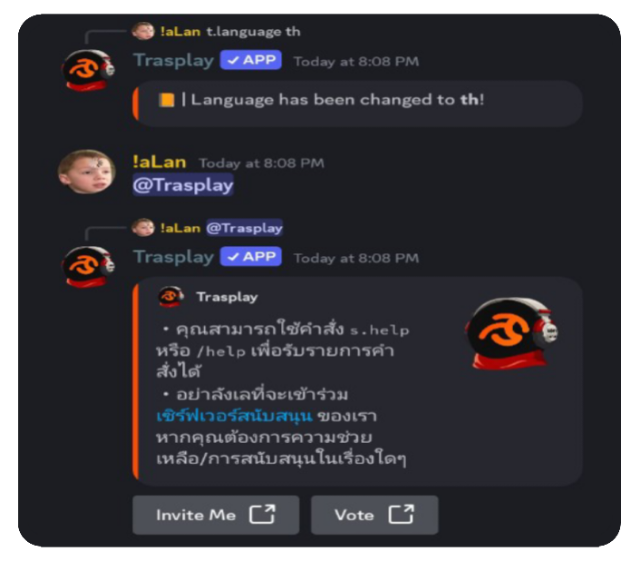 !aLan t.language th
Trasplay ✓ APP Today at 8:08 PM
| Language has been changed to th!
!aLan Today at 8:08 PM
@Trasplay
!aLan @Trasplay
Trasplay ✓ APP Today at 8:08 PM
Trasplay
• คุณสามารถใช้คำสั่ง s.help
หรือ /help เพื่อรับรายการคำ
สั่งได้
• อย่าลังเลที่จะเข้าร่วม
เซิร์ฟเวอร์สนับสนุน ของเรา
หากคุณต้องการความช่วย
เหลือ/การสนับสนุนในเรื่องใดๆ
Invite Me
Vote